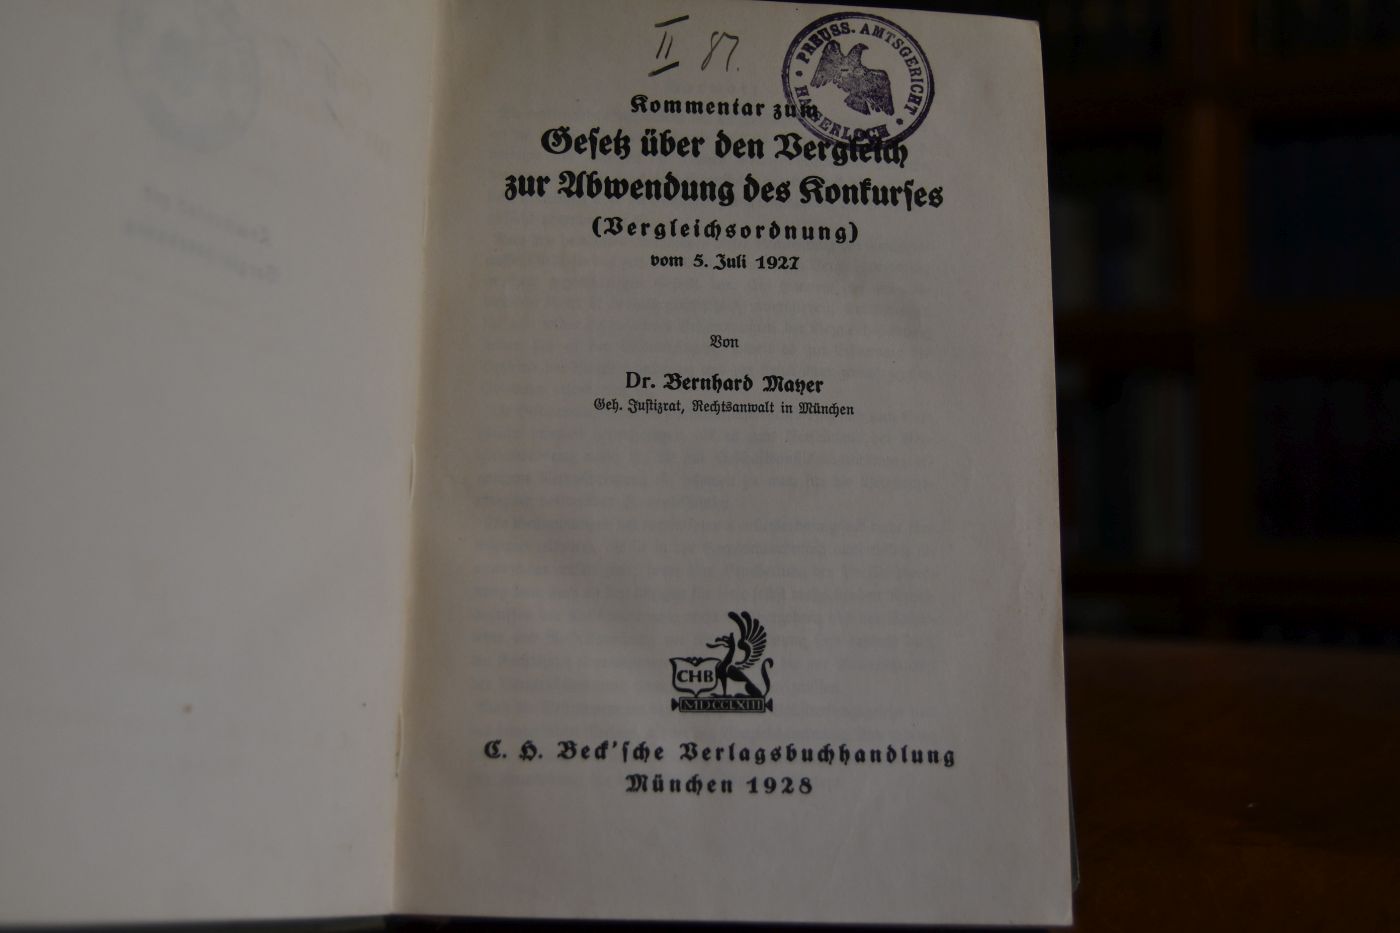 II 87.
PREUSS. AMTSGERICHT
HAIGERLOCH
Kommentar zum
Gesetz über den Vergleich
zur Abwendung des Konkurses
(Vergleichsordnung)
vom 5. Juli 1927
Von
Dr. Bernhard Mayer
Geh. Justizrat, Rechtsanwalt in München
CHB
MDCCLXIII
C. H. Beck'sche Verlagsbuchhandlung
München 1928